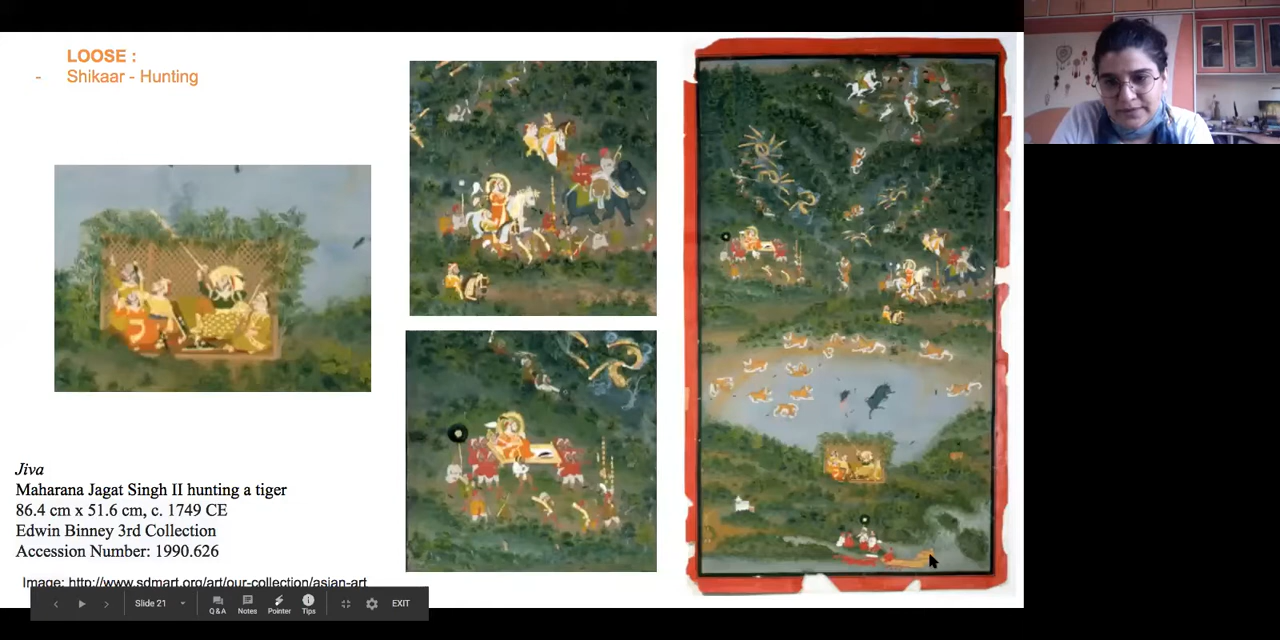 LOOSE :
- Shikaar - Hunting
Jiva
Maharana Jagat Singh II hunting a tiger
86.4 cm x 51.6 cm, c. 1749 CE
Edwin Binney 3rd Collection
Accession Number: 1990.626
Image: http://www.sdmart.org/art/our-collection/asian-art
Slide 21
Q&A
Notes
Pointer
Tips
EXIT